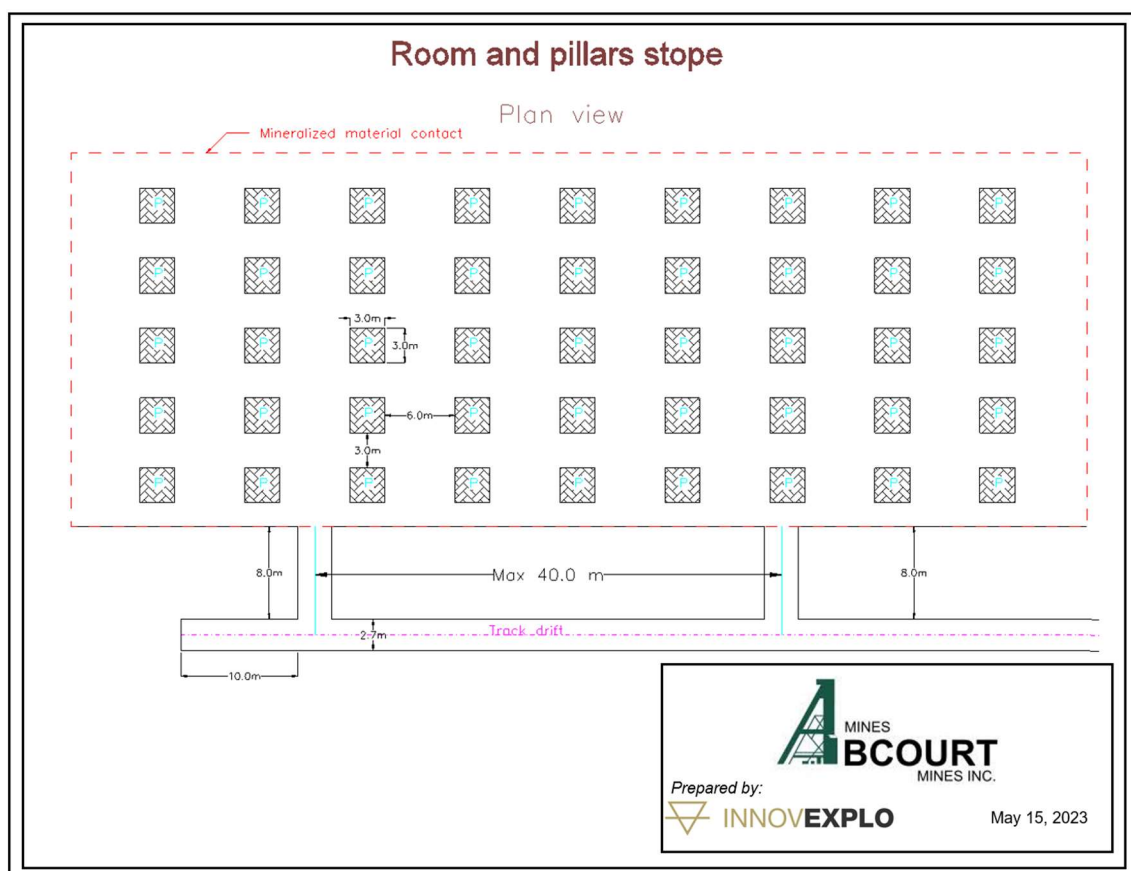 Room and pillars stope
Plan view
Mineralized material contact
P P P P P P P P P
P P P P P P P P P
3.0m
P P P P P P P P P
3.0m
P P P P P P P P P
6.0m
3.0m
P P P P P P P P P
8.0m
Max 40.0 m
8.0m
2.7m
Track drift
10.0m
MINES
ABCOURT
MINES INC.
Prepared by:
INNOVEXPLO
May 15, 2023